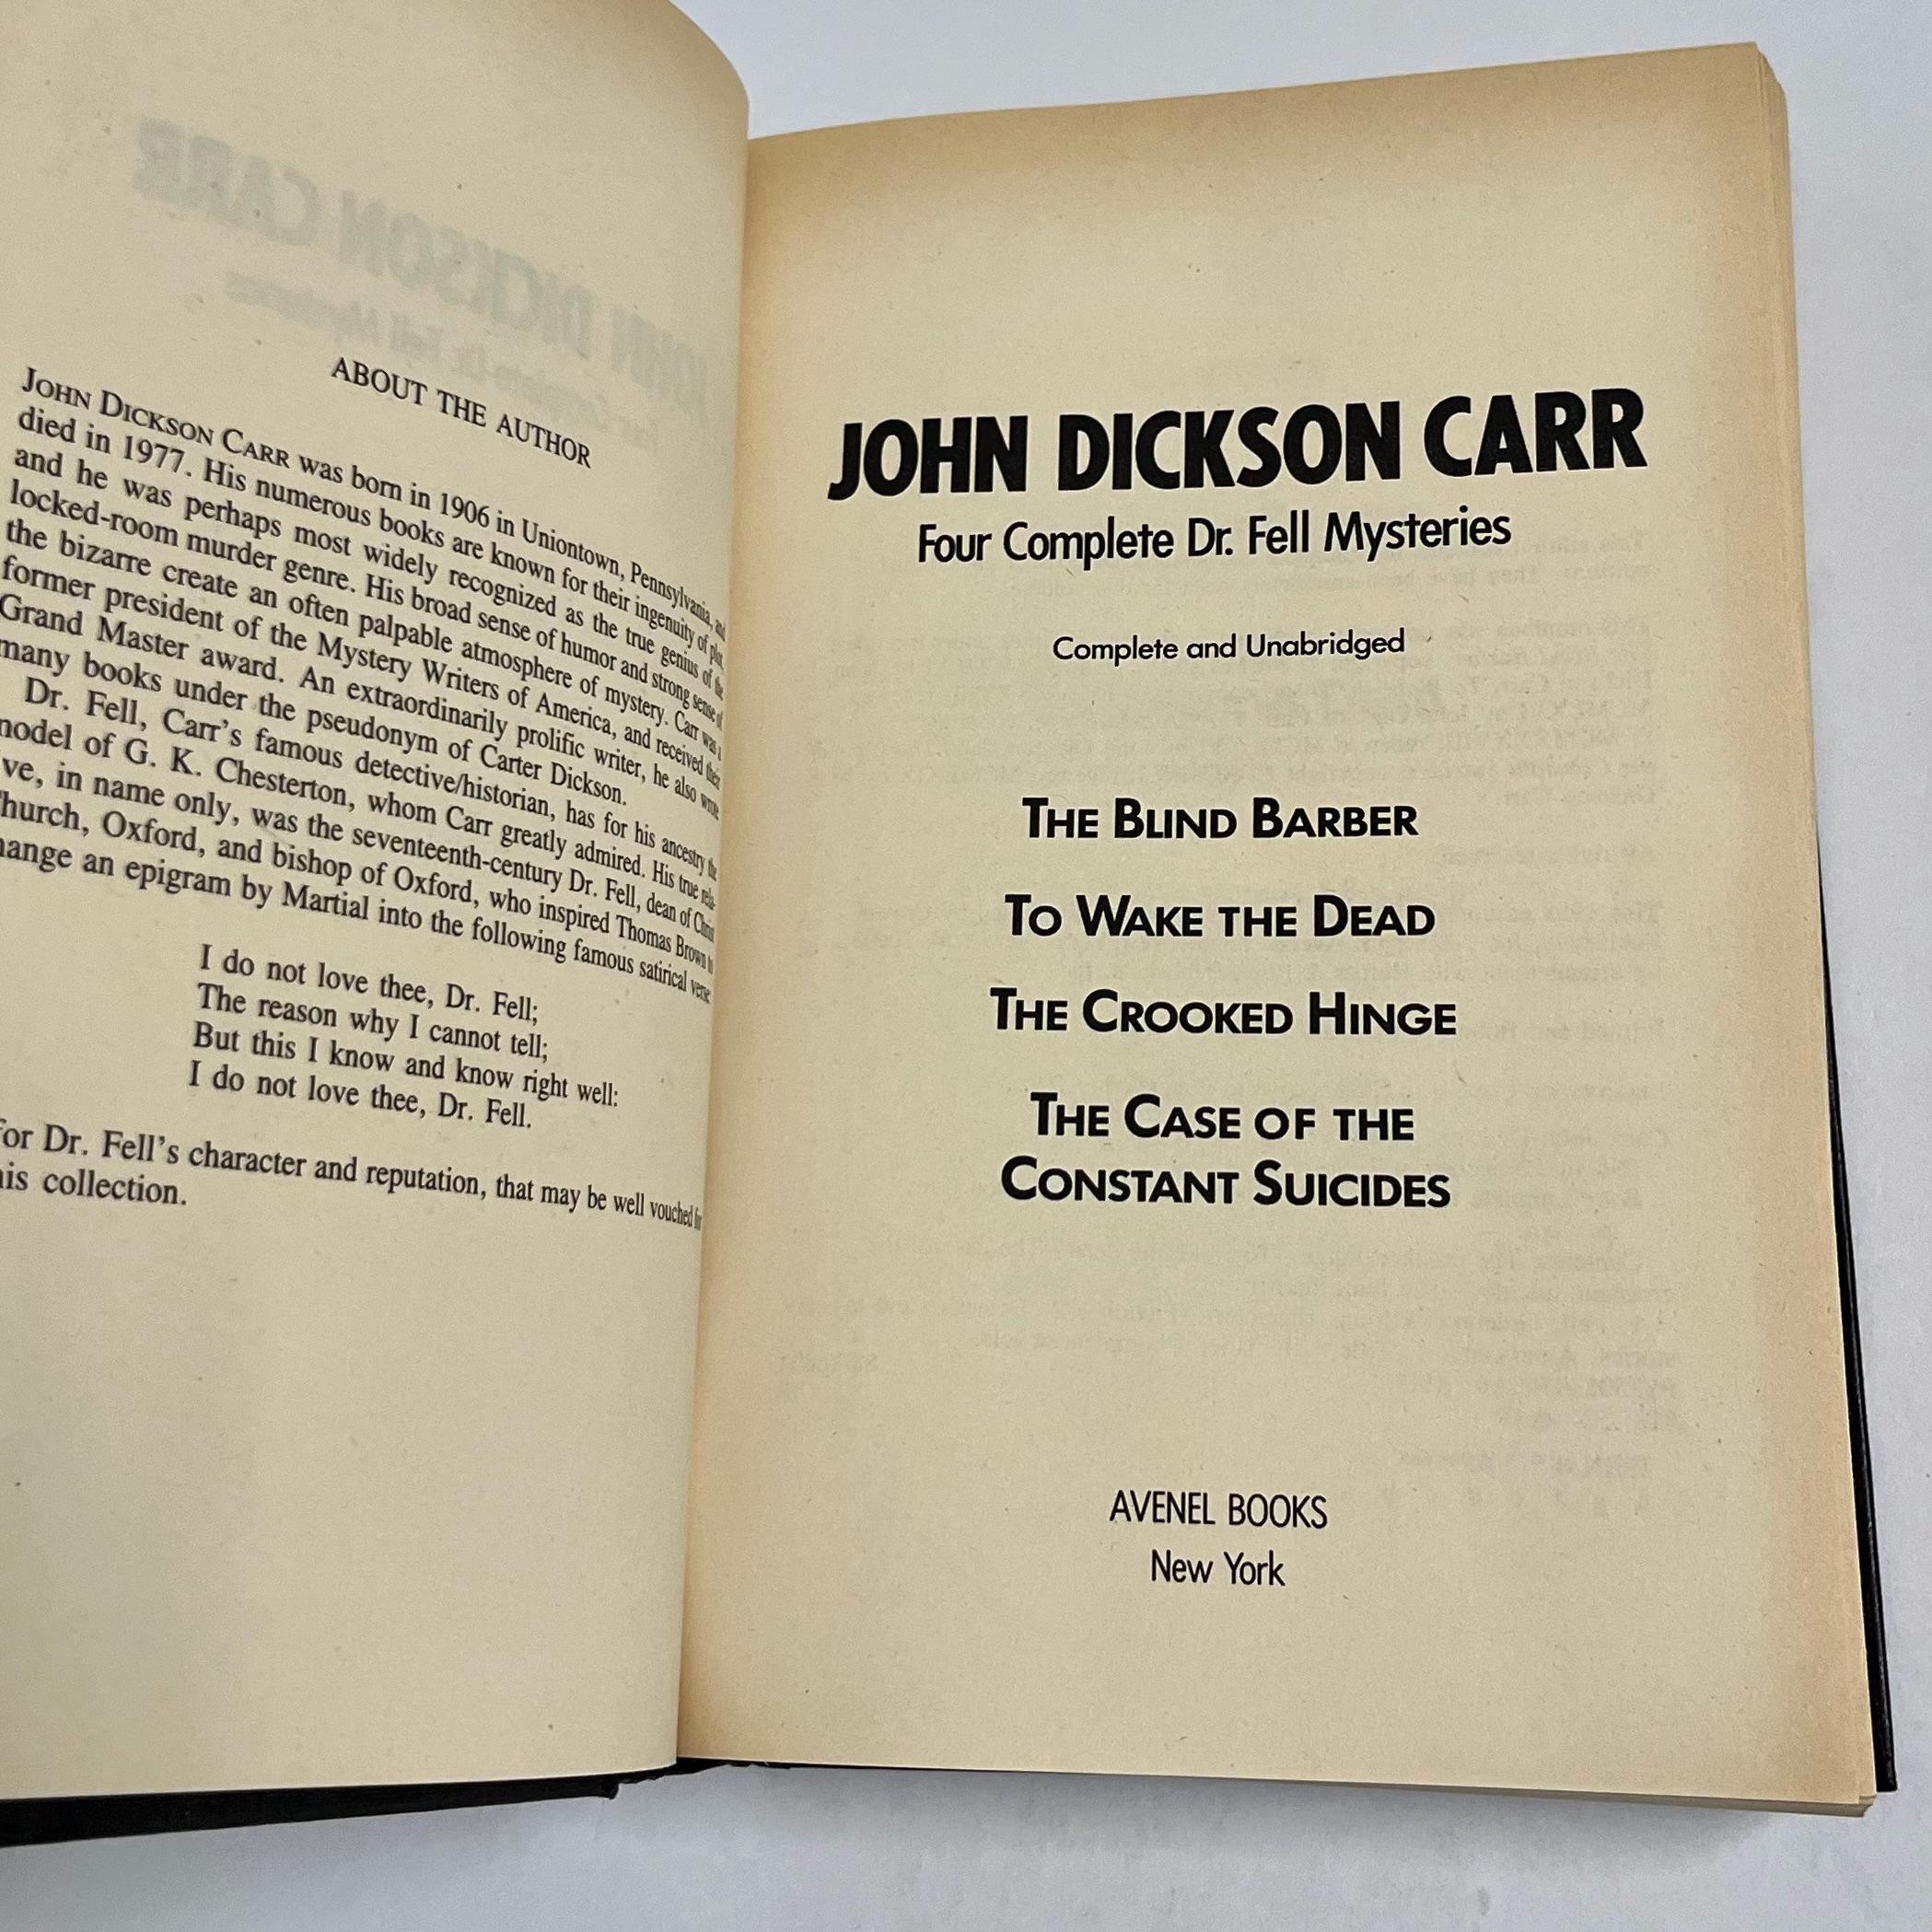 ABOUT THE AUTHOR
JOHN DICKSON CARR was born in 1906 in Uniontown, Pennsylvania, and
died in 1977. His numerous books are known for their ingenuity of plot,
and he was perhaps most widely recognized as the true genius of the
locked-room murder genre. His broad sense of humor and strong sense of
the bizarre create an often palpable atmosphere of mystery. Carr was a
former president of the Mystery Writers of America, and received their
Grand Master award. An extraordinarily prolific writer, he also wrote
many books under the pseudonym of Carter Dickson.
Dr. Fell, Carr's famous detective/historian, has for his ancestry the
model of G. K. Chesterton, whom Carr greatly admired. His true rela-
ve, in name only, was the seventeenth-century Dr. Fell, dean of Christ
hurch, Oxford, and bishop of Oxford, who inspired Thomas Brown to
hange an epigram by Martial into the following famous satirical verse:
I do not love thee, Dr. Fell;
The reason why I cannot tell;
But this I know and know right well:
I do not love thee, Dr. Fell.
for Dr. Fell's character and reputation, that may be well vouched for
his collection.
JOHN DICKSON CARR
Four Complete Dr. Fell Mysteries
Complete and Unabridged
THE BLIND BARBER
TO WAKE THE DEAD
THE CROOKED HINGE
THE CASE OF THE
CONSTANT SUICIDES
AVENEL BOOKS
New York